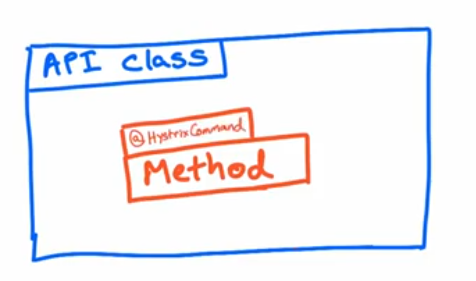 API class
@HystrixCommand
Method